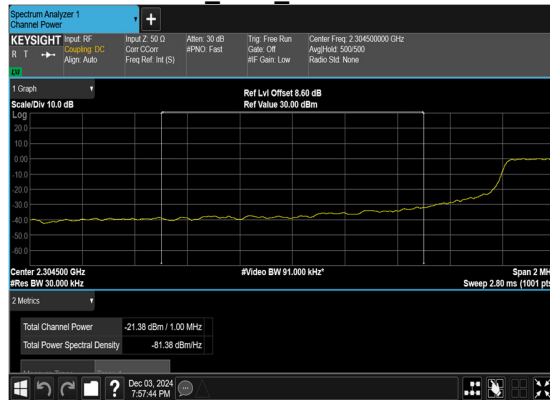 Spectrum Analyzer 1
Channel Power
+
KEYSIGHT
R T
LXI
Input: RF
Coupling: DC
Align: Auto
Input Z: 50 Ω
Corr CCorr
Freq Ref: Int (S)
Atten: 30 dB
#PNO: Fast
Trig: Free Run
Gate: Off
#IF Gain: Low
Center Freq: 2.304500000 GHz
Avg|Hold: 500/500
Radio Std: None
1 Graph
Scale/Div 10.0 dB
Ref Lvl Offset 8.60 dB
Ref Value 30.00 dBm
Log
20.0
10.0
0.00
-10.0
-20.0
-30.0
-40.0
-50.0
-60.0
Center 2.304500 GHz
#Res BW 30.000 kHz
#Video BW 91.000 kHz*
Span 2 MH
Sweep 2.80 ms (1001 pts
2 Metrics
Total Channel Power -21.38 dBm / 1.00 MHz
Total Power Spectral Density -81.38 dBm/Hz
?
Dec 03, 2024
7:57:44 PM